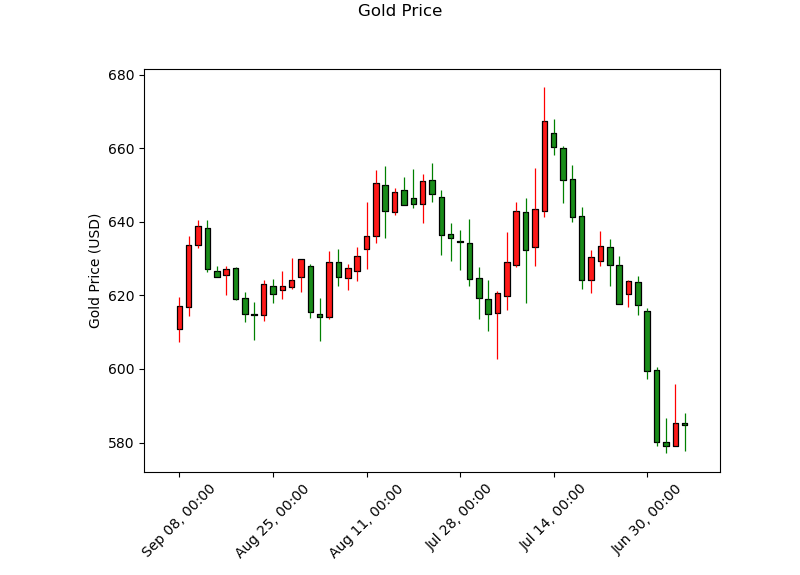 Gold Price
680
660
640
620
600
580
Gold Price (USD)
Sep 08, 00:00
Aug 25, 00:00
Aug 11, 00:00
Jul 28, 00:00
Jul 14, 00:00
Jun 30, 00:00